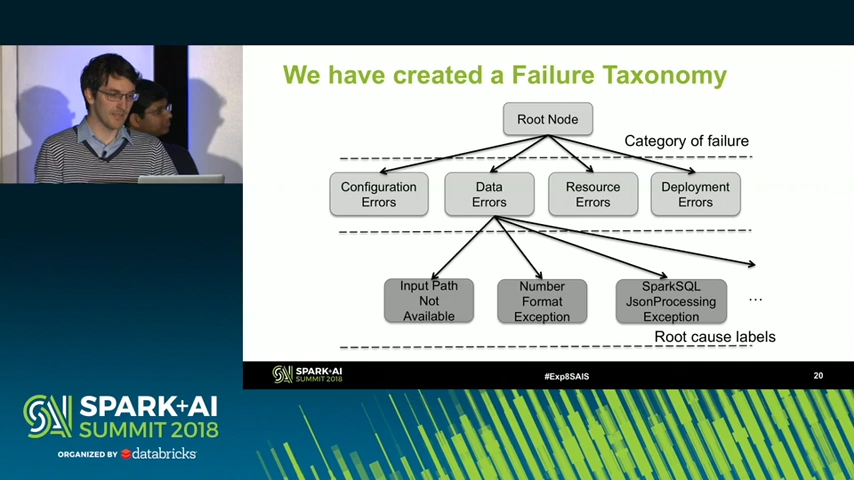 We have created a Failure Taxonomy
Root Node
Category of failure
Configuration
Errors
Data
Errors
Resource
Errors
Deployment
Errors
Input Path
Not
Available
Number
Format
Exception
SparkSQL
JsonProcessing
Exception
...
Root cause labels
SPARK+AI
SUMMIT 2018
#Exp8SAIS
20
SPARK+AI
SUMMIT 2018
ORGANIZED BY databricks